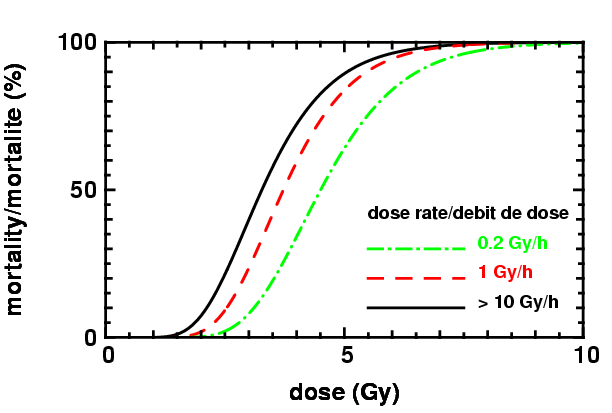 100
50
0
mortality/mortalite (%)
dose rate/debit de dose
0.2 Gy/h
1 Gy/h
> 10 Gy/h
0
5
10
dose (Gy)